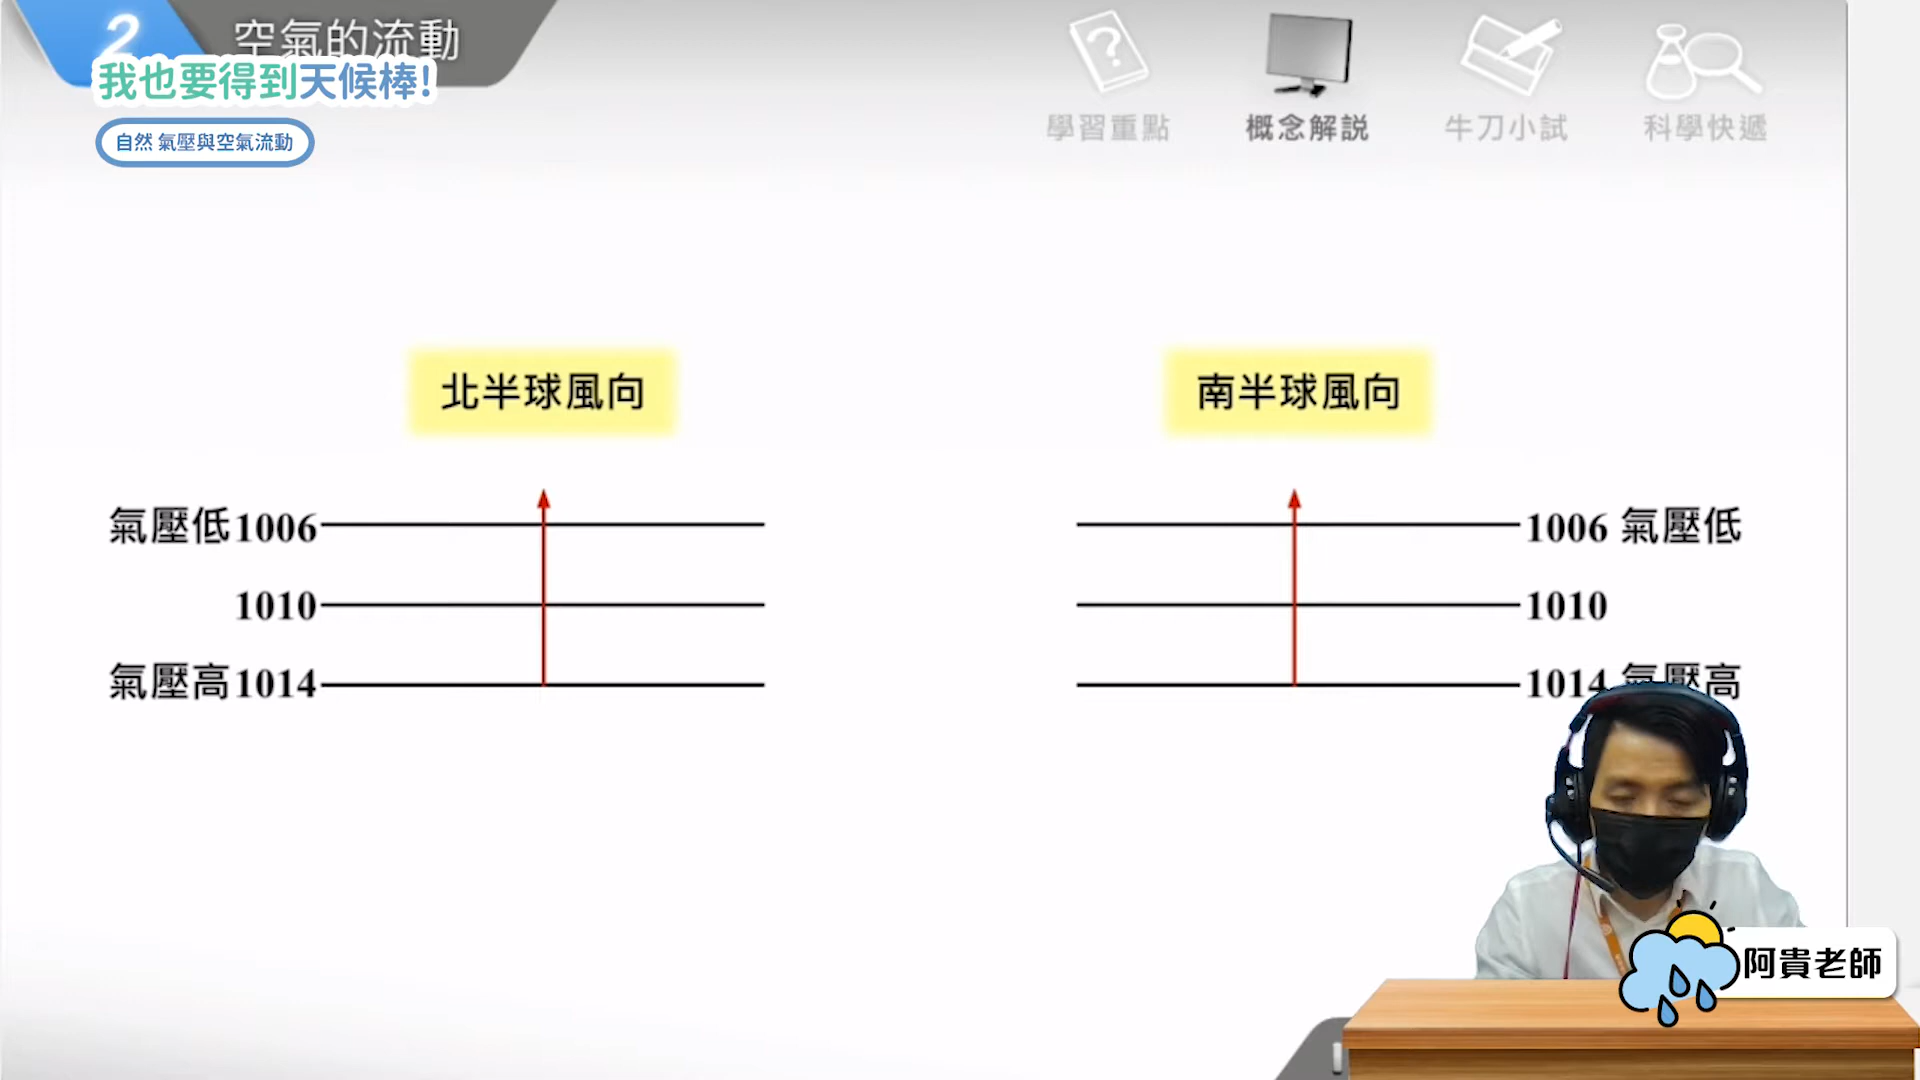 2 空氣的流動
我也要得到天候棒!
自然 氣壓與空氣流動
學習重點
概念解說
牛刀小試
科學快遞
北半球風向
南半球風向
氣壓低1006
1010
氣壓高1014
1006 氣壓低
1010
1014 氣壓高
阿貴老師